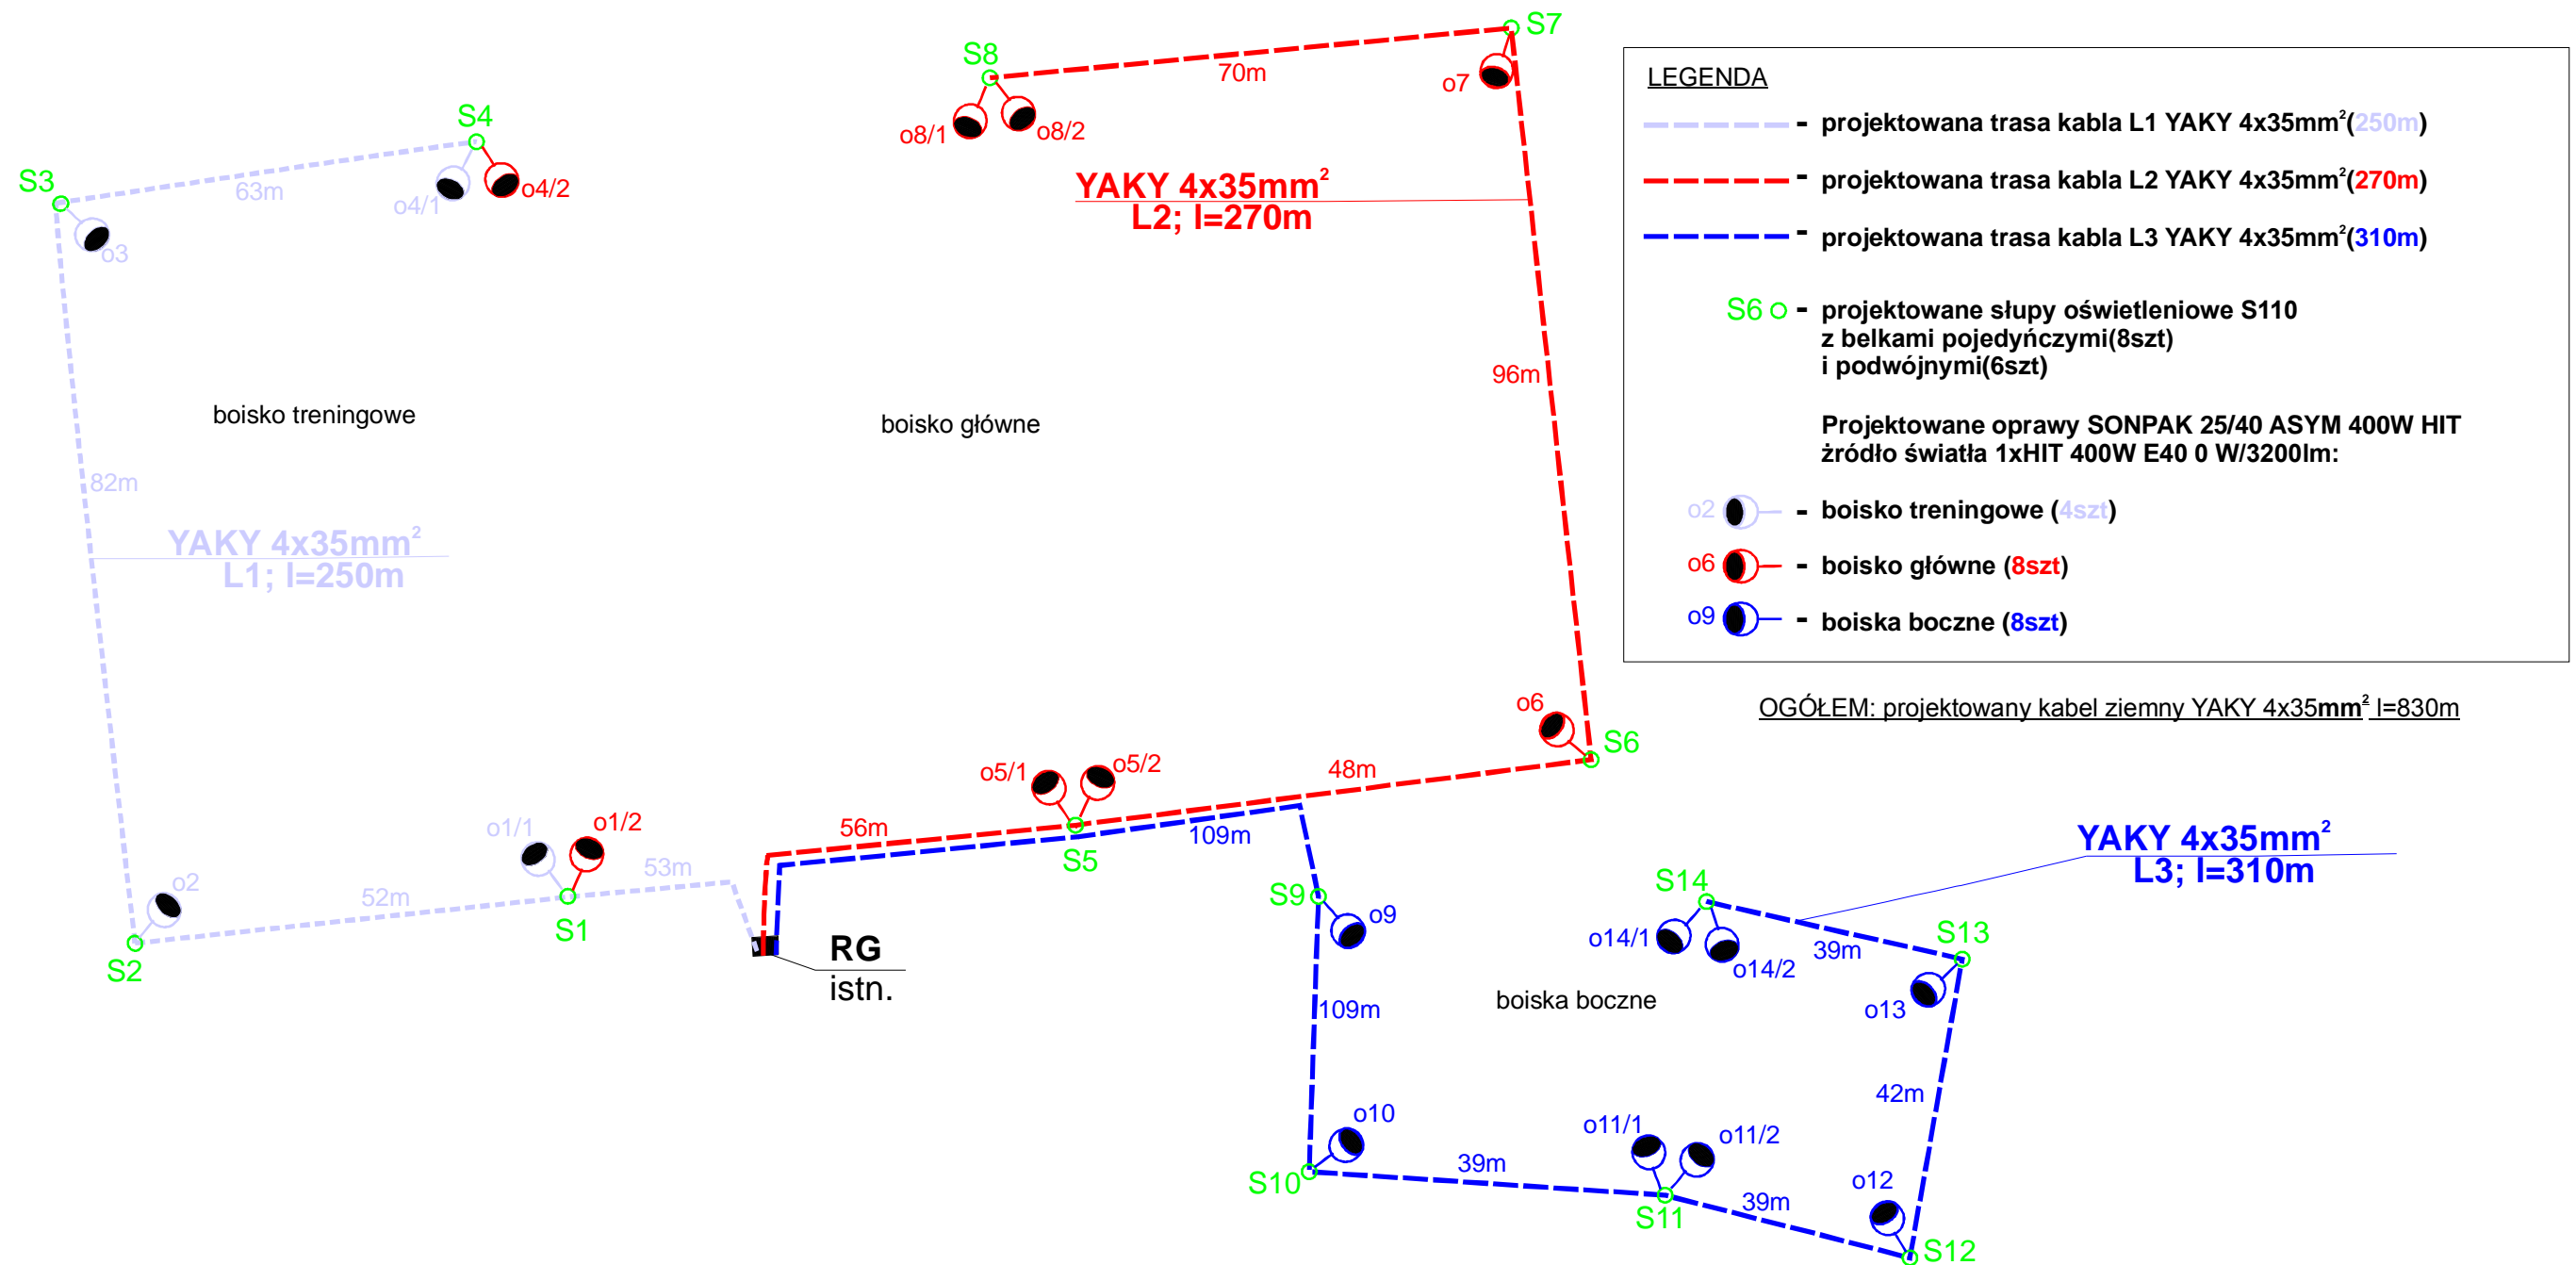 S7
S8
70m
o7
o8/1
o8/2
S4
S3
63m
o4/1
o4/2
o3
YAKY 4x35mm²
L2; l=270m
96m
boisko treningowe
boisko główne
82m
YAKY 4x35mm²
L1; l=250m
LEGENDA
- projektowana trasa kabla L1 YAKY 4x35mm²(250m)
- projektowana trasa kabla L2 YAKY 4x35mm²(270m)
- projektowana trasa kabla L3 YAKY 4x35mm²(310m)
S6 - projektowane słupy oświetleniowe S110
z belkami pojedyńczymi(8szt)
i podwójnymi(6szt)
Projektowane oprawy SONPAK 25/40 ASYM 400W HIT
żródło światła 1xHIT 400W E40 0 W/3200lm:
o2 - boisko treningowe (4szt)
o6 - boisko główne (8szt)
o9 - boiska boczne (8szt)
OGÓŁEM: projektowany kabel ziemny YAKY 4x35mm² l=830m
o6
S6
48m
o5/1
o5/2
56m
109m
S5
o1/1
o1/2
53m
o2
52m
S1
S2
RG
istn.
YAKY 4x35mm²
L3; l=310m
S14
S9
o9
o14/1
o14/2
39m
S13
o13
boiska boczne
109m
42m
o10
o11/1
o11/2
39m
S10
o12
39m
S11
S12